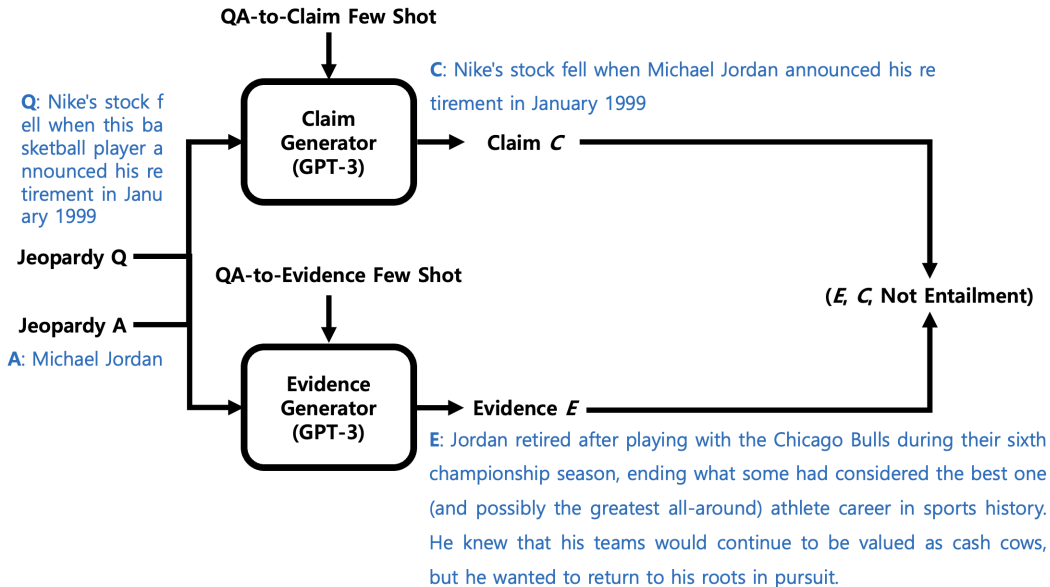 QA-to-Claim Few Shot
C: Nike's stock fell when Michael Jordan announced his re
tirement in January 1999
Q: Nike's stock f
ell when this ba
sketball player a
nnounced his re
tirement in Janu
ary 1999
Claim
Generator
(GPT-3)
Claim C
Jeopardy Q
QA-to-Evidence Few Shot
(E, C, Not Entailment)
Jeopardy A
A: Michael Jordan
Evidence
Generator
(GPT-3)
Evidence E
E: Jordan retired after playing with the Chicago Bulls during their sixth
championship season, ending what some had considered the best one
(and possibly the greatest all-around) athlete career in sports history.
He knew that his teams would continue to be valued as cash cows,
but he wanted to return to his roots in pursuit.